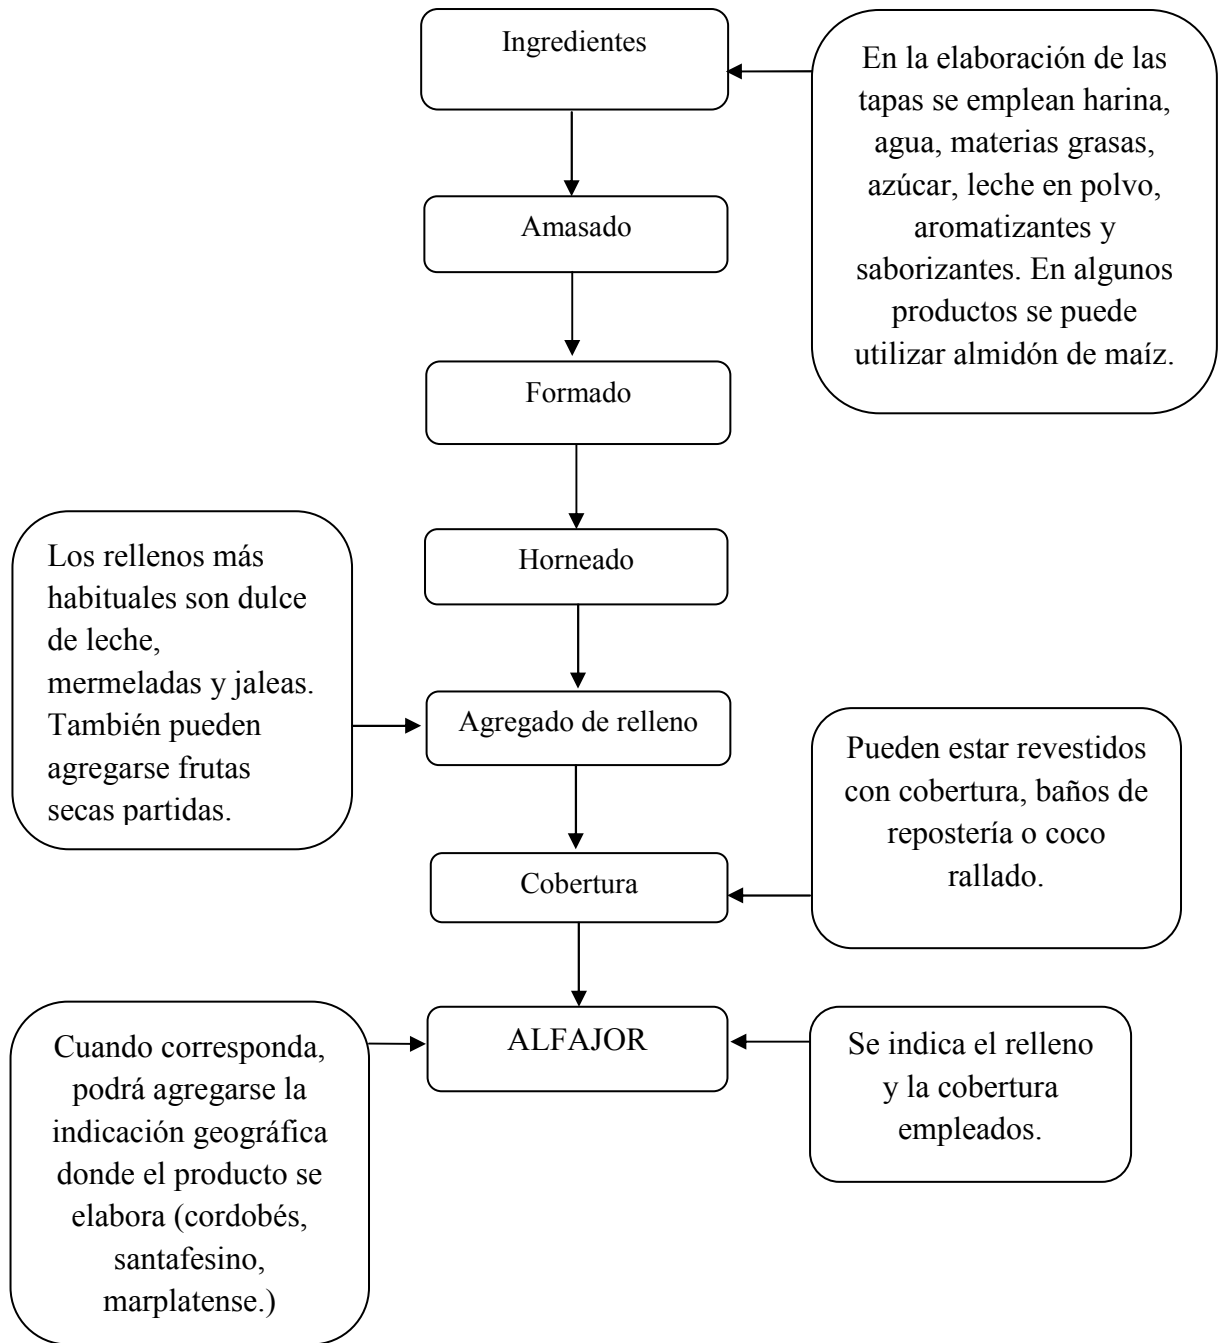 Ingredientes
En la elaboración de las
tapas se emplean harina,
agua, materias grasas,
azúcar, leche en polvo,
aromatizantes y
saborizantes. En algunos
productos se puede
utilizar almidón de maíz.
Amasado
Formado
Horneado
Los rellenos más
habituales son dulce
de leche,
mermeladas y jaleas.
También pueden
agregarse frutas
secas partidas.
Agregado de relleno
Pueden estar revestidos
con cobertura, baños de
repostería o coco
rallado.
Cobertura
Cuando corresponda,
podrá agregarse la
indicación geográfica
donde el producto se
elabora (cordobés,
santafesino,
marplatense.)
ALFAJOR
Se indica el relleno
y la cobertura
empleados.